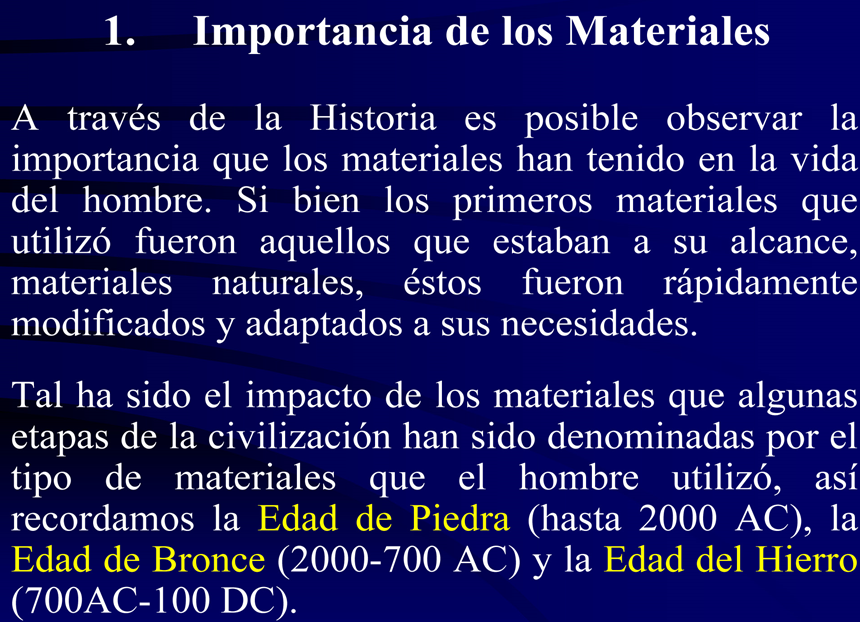 1. Importancia de los Materiales
A través de la Historia es posible observar la
importancia que los materiales han tenido en la vida
del hombre. Si bien los primeros materiales que
utilizó fueron aquellos que estaban a su alcance,
materiales naturales, éstos fueron rápidamente
modificados y adaptados a sus necesidades.
Tal ha sido el impacto de los materiales que algunas
etapas de la civilización han sido denominadas por el
tipo de materiales que el hombre utilizó, así
recordamos la Edad de Piedra (hasta 2000 AC), la
Edad de Bronce (2000-700 AC) y la Edad del Hierro
(700AC-100 DC).